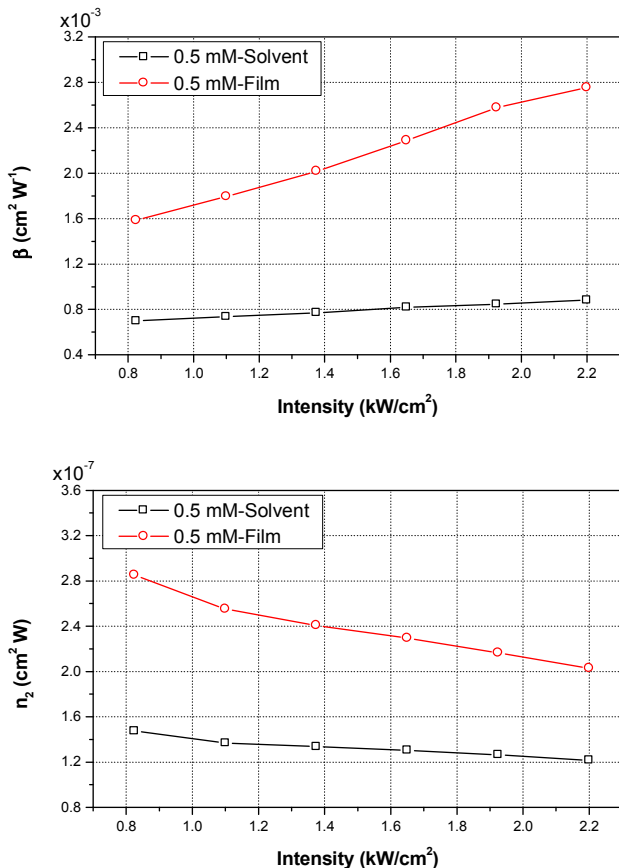 x10⁻³
3.2
2.8
2.4
2.0
1.6
1.2
0.8
0.4
β (cm² W⁻¹)
0.5 mM-Solvent
0.5 mM-Film
0.8 1.0 1.2 1.4 1.6 1.8 2.0 2.2
Intensity (kW/cm²)
x10⁻⁷
3.6
3.2
2.8
2.4
2.0
1.6
1.2
0.8
n₂ (cm² W)
0.5 mM-Solvent
0.5 mM-Film
0.8 1.0 1.2 1.4 1.6 1.8 2.0 2.2
Intensity (kW/cm²)